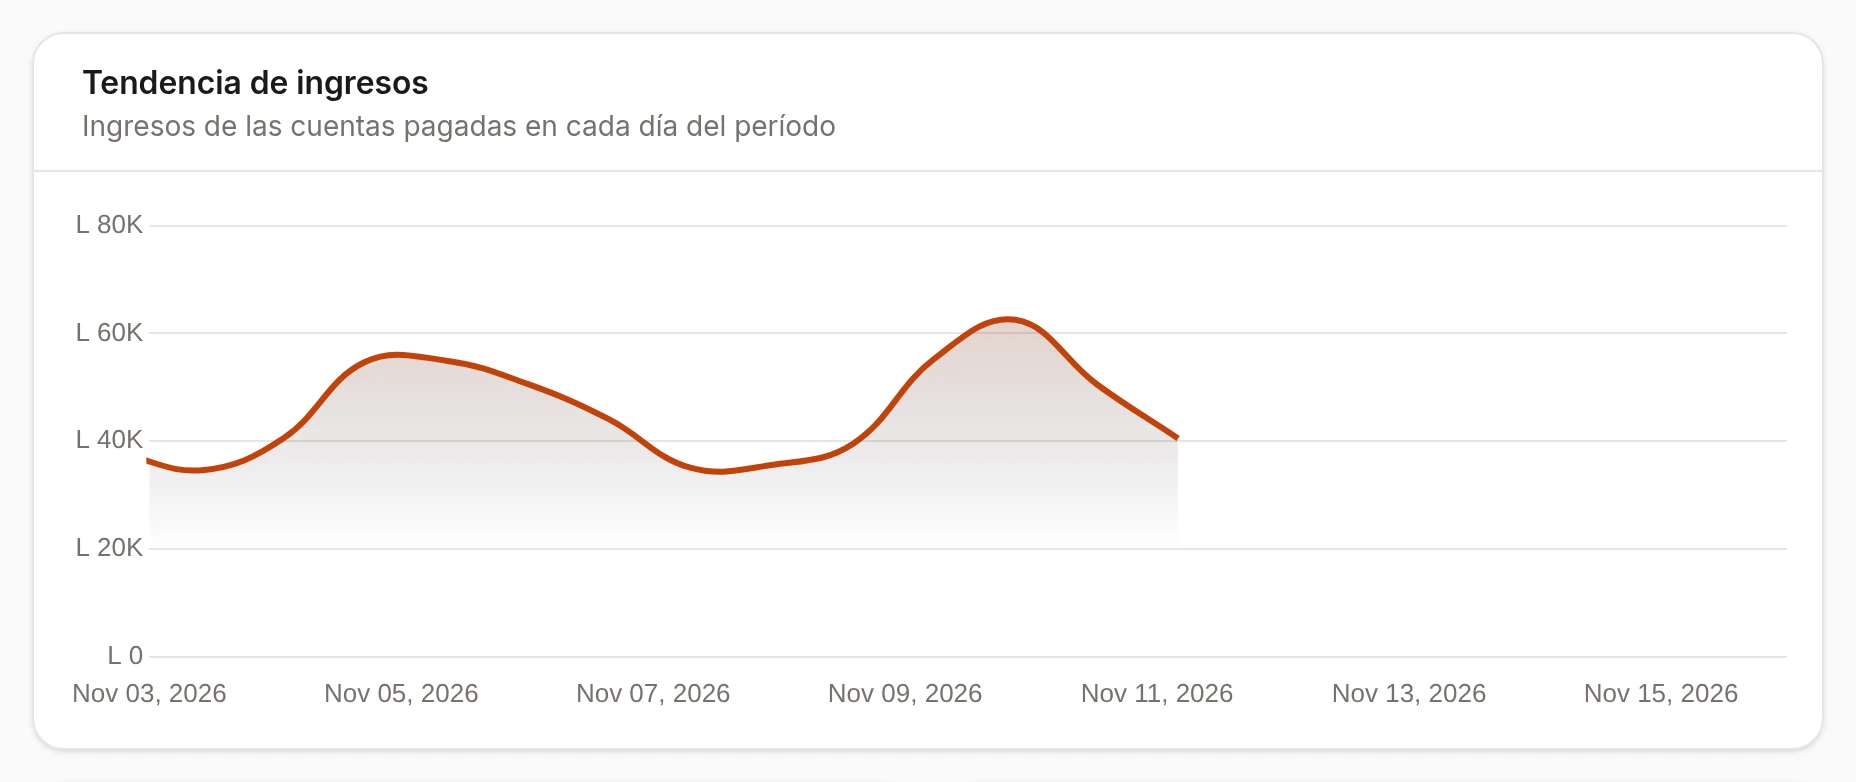 Tendencia de ingresos
Ingresos de las cuentas pagadas en cada día del período
L 80K
L 60K
L 40K
L 20K
L 0
Nov 03, 2026 Nov 05, 2026 Nov 07, 2026 Nov 09, 2026 Nov 11, 2026 Nov 13, 2026 Nov 15, 2026